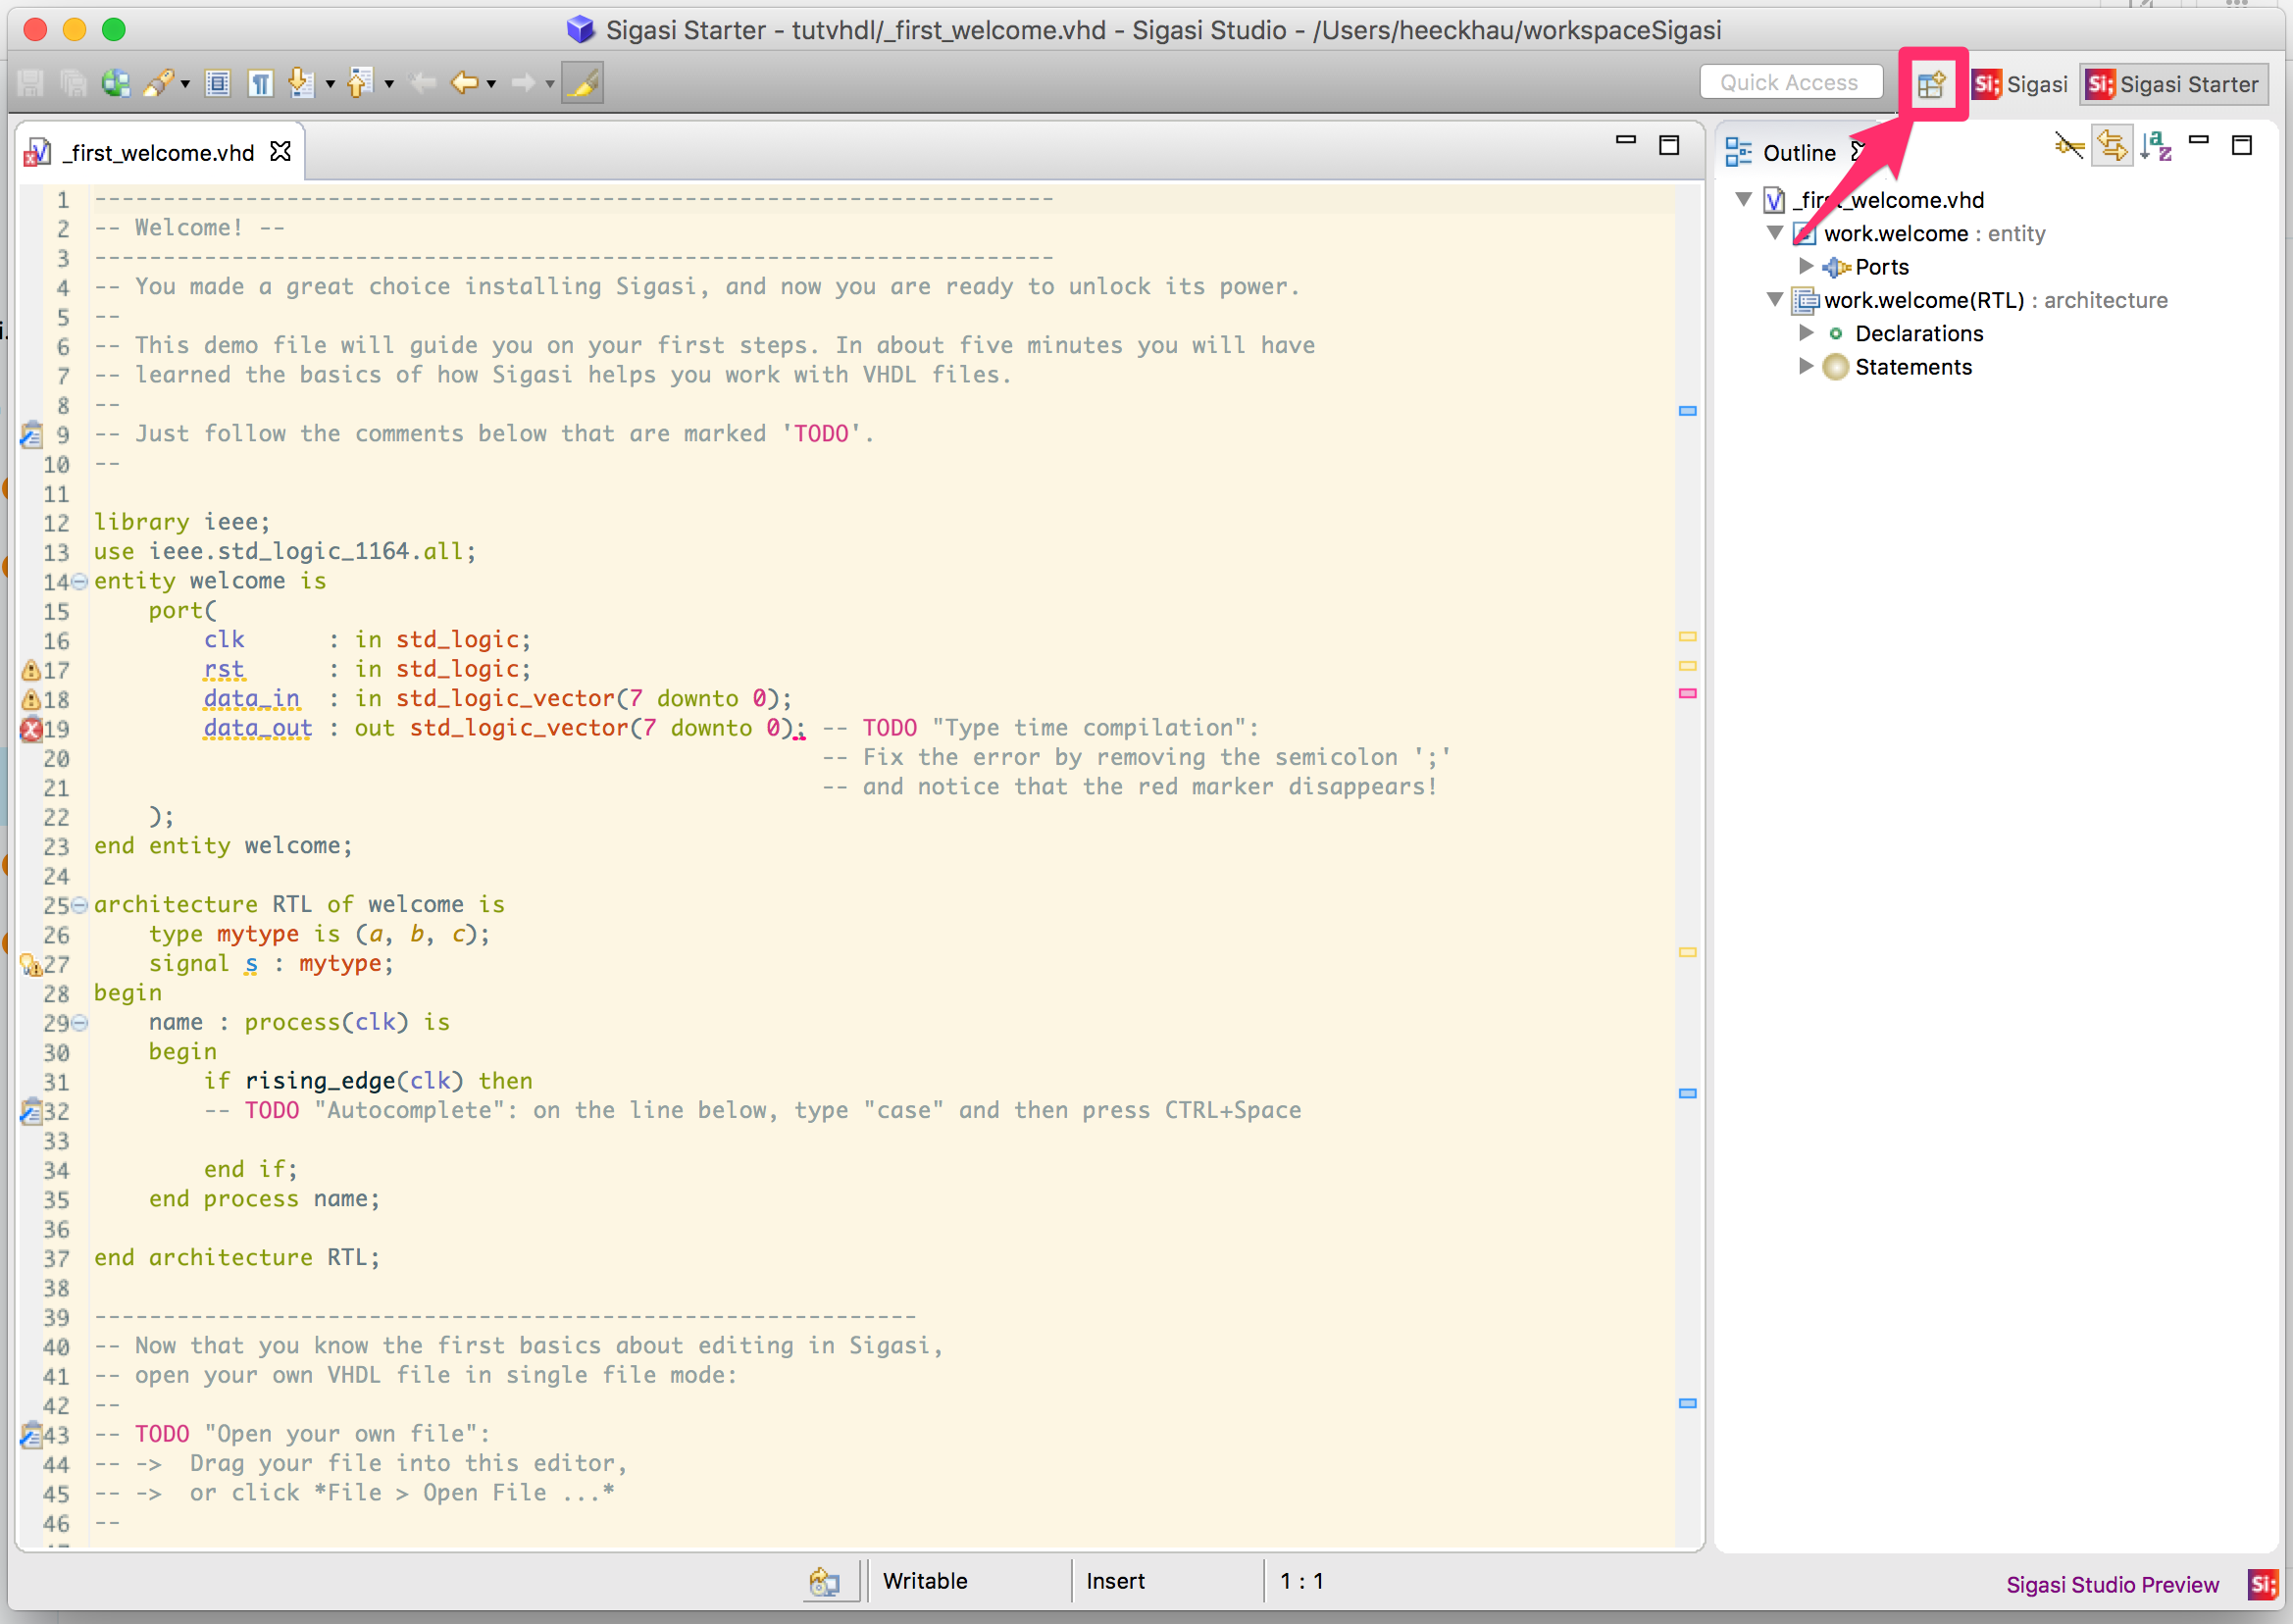 Sigasi Starter - tutvhdl/_first_welcome.vhd - Sigasi Studio - /Users/heeckhau/workspaceSigasi
Quick Access
Si; Sigasi
Si; Sigasi Starter
_first_welcome.vhd
1 ----------------------------------------------------------------------
2 -- Welcome! --
3 ----------------------------------------------------------------------
4 -- You made a great choice installing Sigasi, and now you are ready to unlock its power.
5 --
6 -- This demo file will guide you on your first steps. In about five minutes you will have
7 -- learned the basics of how Sigasi helps you work with VHDL files.
8 --
9 -- Just follow the comments below that are marked 'TODO'.
10 --
11
12 library ieee;
13 use ieee.std_logic_1164.all;
14 entity welcome is
15     port(
16         clk      : in std_logic;
17         rst      : in std_logic;
18         data_in  : in std_logic_vector(7 downto 0);
19         data_out : out std_logic_vector(7 downto 0); -- TODO "Type time compilation":
20                                                      -- Fix the error by removing the semicolon ';'
21                                                      -- and notice that the red marker disappears!
22     );
23 end entity welcome;
24
25 architecture RTL of welcome is
26     type mytype is (a, b, c);
27     signal s : mytype;
28 begin
29     name : process(clk) is
30     begin
31         if rising_edge(clk) then
32         -- TODO "Autocomplete": on the line below, type "case" and then press CTRL+Space
33
34         end if;
35     end process name;
36
37 end architecture RTL;
38
39 ------------------------------------------------------------
40 -- Now that you know the first basics about editing in Sigasi,
41 -- open your own VHDL file in single file mode:
42 --
43 -- TODO "Open your own file":
44 -- ->  Drag your file into this editor,
45 -- ->  or click *File > Open File ...*
46 --
Outline
_first_welcome.vhd
work.welcome : entity
Ports
work.welcome(RTL) : architecture
Declarations
Statements
Writable
Insert
1 : 1
Sigasi Studio Preview
Si;